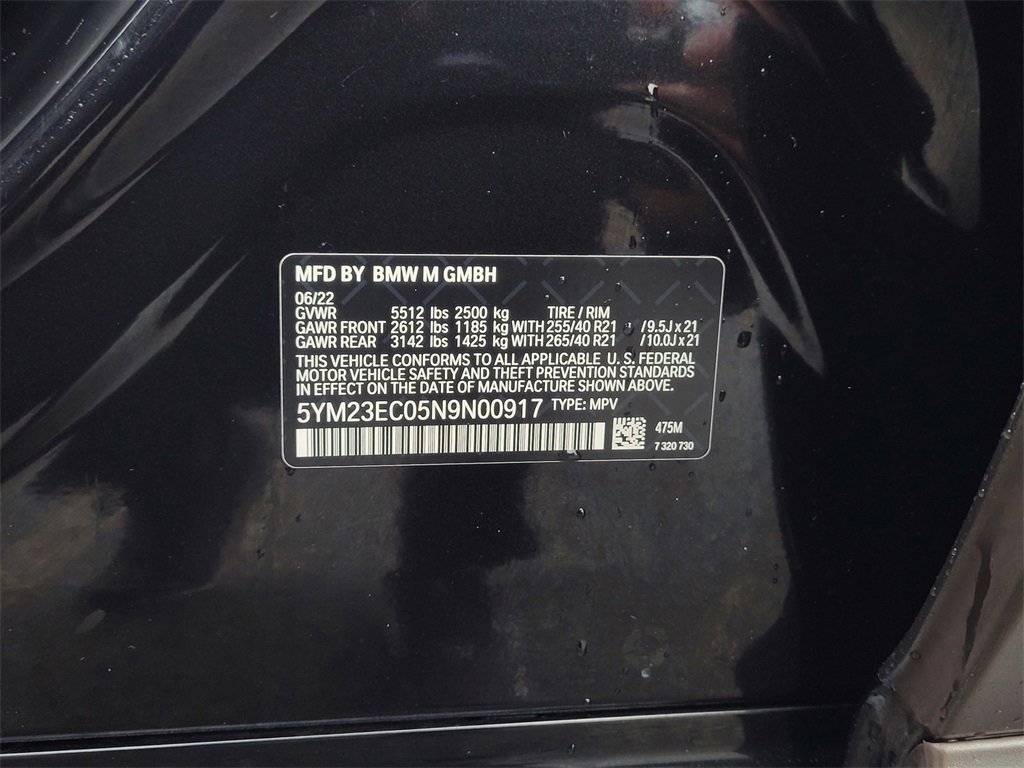 MFD BY BMW M GMBH
06/22
GVWR 5512 lbs 2500 kg TIRE / RIM
GAWR FRONT 2612 lbs 1185 kg WITH 255/40 R21 / 9.5J x 21
GAWR REAR 3142 lbs 1425 kg WITH 265/40 R21 / 10.0J x 21
THIS VEHICLE CONFORMS TO ALL APPLICABLE U. S. FEDERAL
MOTOR VEHICLE SAFETY AND THEFT PREVENTION STANDARDS
IN EFFECT ON THE DATE OF MANUFACTURE SHOWN ABOVE.
5YM23EC05N9N00917 TYPE: MPV
475M
7 320 730